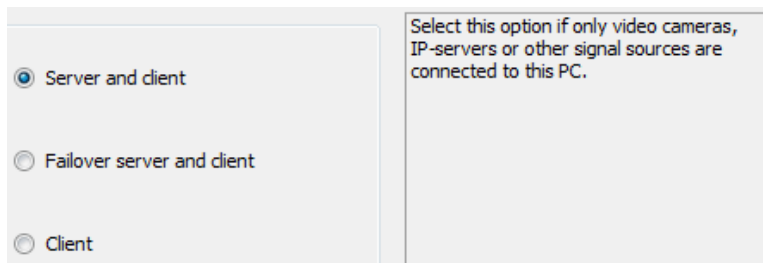 Server and client
Failover server and client
Client
Select this option if only video cameras,
IP-servers or other signal sources are
connected to this PC.